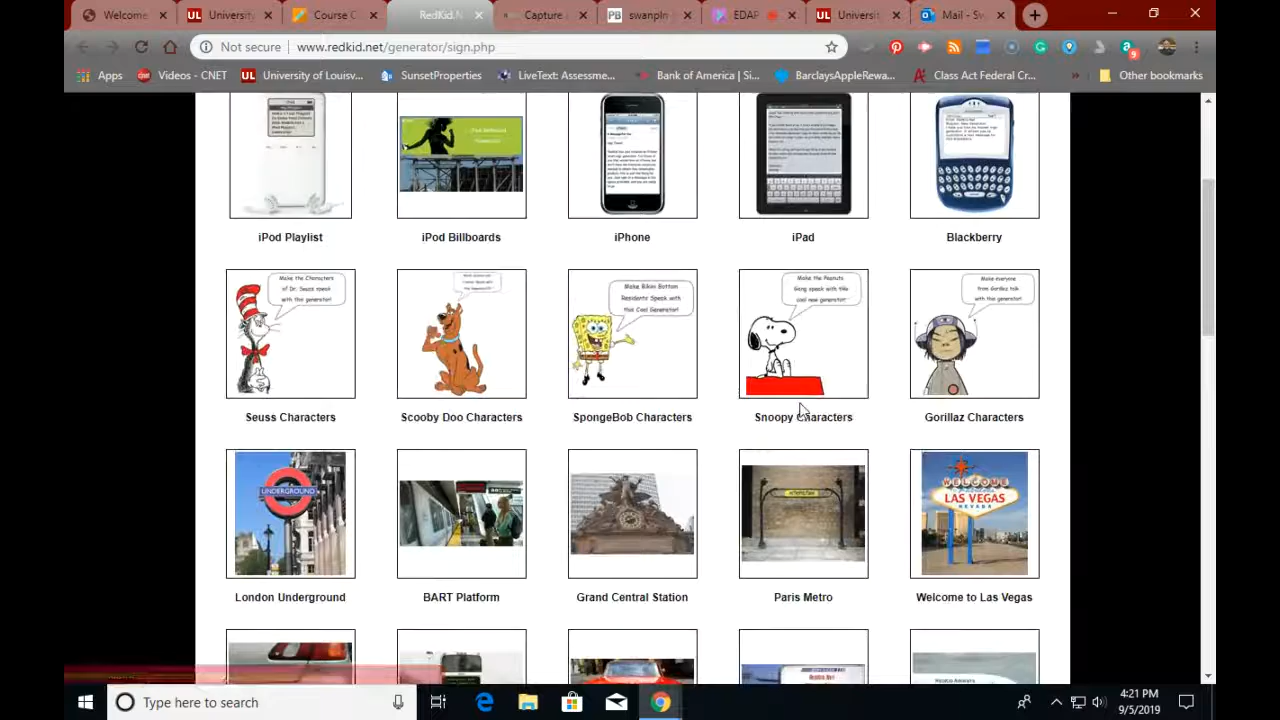 Welcome
University
Course C
RedKid.N
Capture
PB swanpin
EDAP
Universit
Mail - Sw
Not secure www.redkid.net/generator/sign.php
Apps Videos - CNET University of Louisv... SunsetProperties LiveText: Assessme... Bank of America | Sic... BarclaysAppleRewa... Class Act Federal Cr... » Other bookmarks
iPod Playlist iPod Billboards iPhone iPad Blackberry
Make the Characters
of Dr. Seuss speak
with this generator!
Make Bikini Bottom
Residents Speak with
this Cool Generator!
Make the Peanuts
Gang speak with this
cool new generator!
Make everyone
from Gorillaz talk
with this generator!
Seuss Characters Scooby Doo Characters SpongeBob Characters Snoopy Characters Gorillaz Characters
UNDERGROUND
METROPOLITAIN
WELCOME
LAS VEGAS
NEVADA
London Underground BART Platform Grand Central Station Paris Metro Welcome to Las Vegas
Type here to search
4:21 PM
9/5/2019